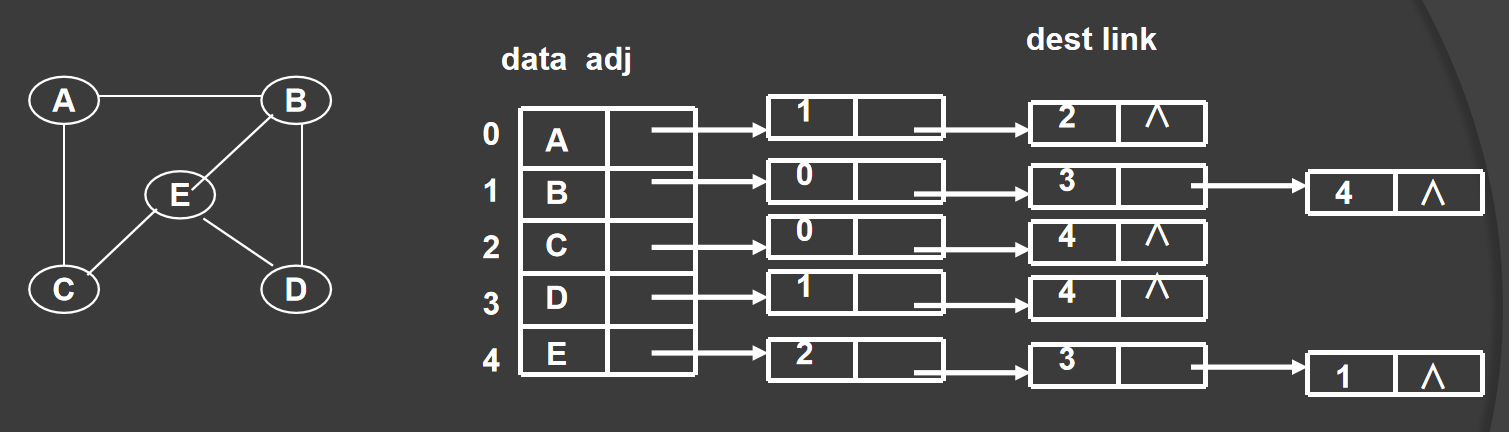 dest link
data adj
A B
E
C D
0 A 1 2 ∧
1 B 0 3 4 ∧
2 C 0 4 ∧
3 D 1 4 ∧
4 E 2 3 1 ∧